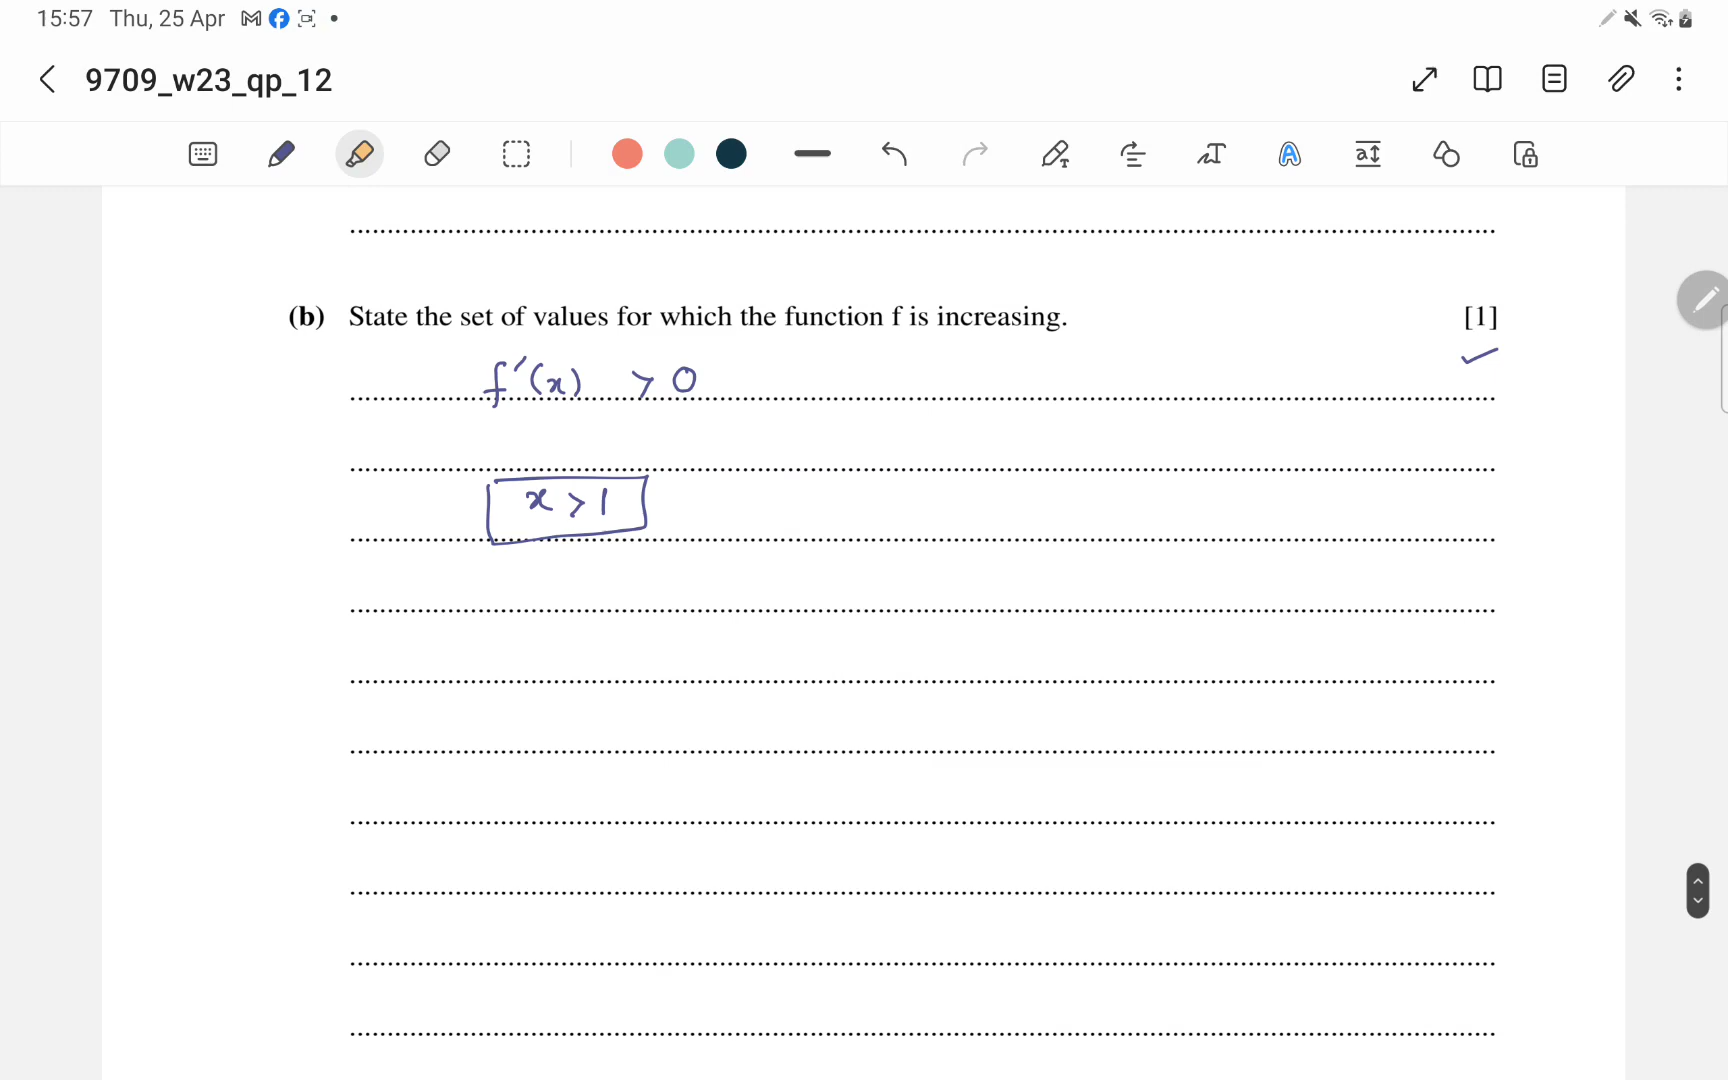 15:57 Thu, 25 Apr
9709_w23_qp_12
(b) State the set of values for which the function f is increasing. [1]
f′(x) > 0
x > 1